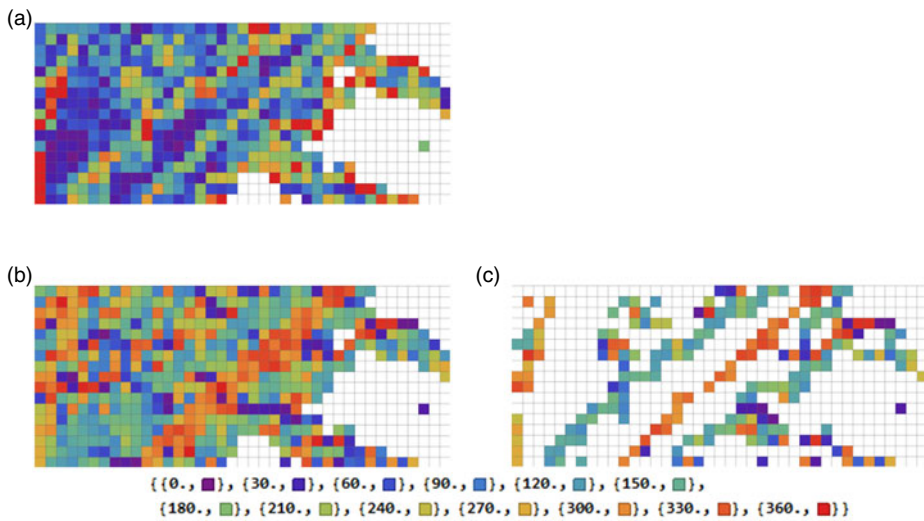 (a)
(b)
(c)
{{0., }, {30., }, {60., }, {90., }, {120., }, {150., },
{180., }, {210., }, {240., }, {270., }, {300., }, {330., }, {360., }}